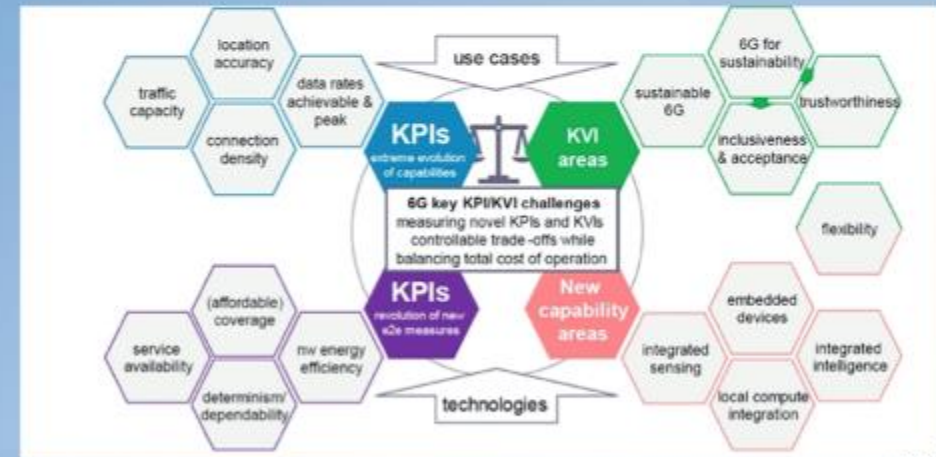 use cases
location
accuracy
traffic
capacity
data rates
achievable &
peak
connection
density
KPIs
extreme evolution
of capabilities
KVI
areas
6G for
sustainability
sustainable
6G
trustworthiness
inclusiveness
& acceptance
6G key KPI/KVI challenges
measuring novel KPIs and KVIs
controllable trade-offs while
balancing total cost of operation
flexibility
(affordable)
coverage
service
availability
nw energy
efficiency
determinism/
dependability
KPIs
revolution of new
e2e measures
New
capability
areas
embedded
devices
integrated
sensing
integrated
intelligence
local compute
integration
technologies